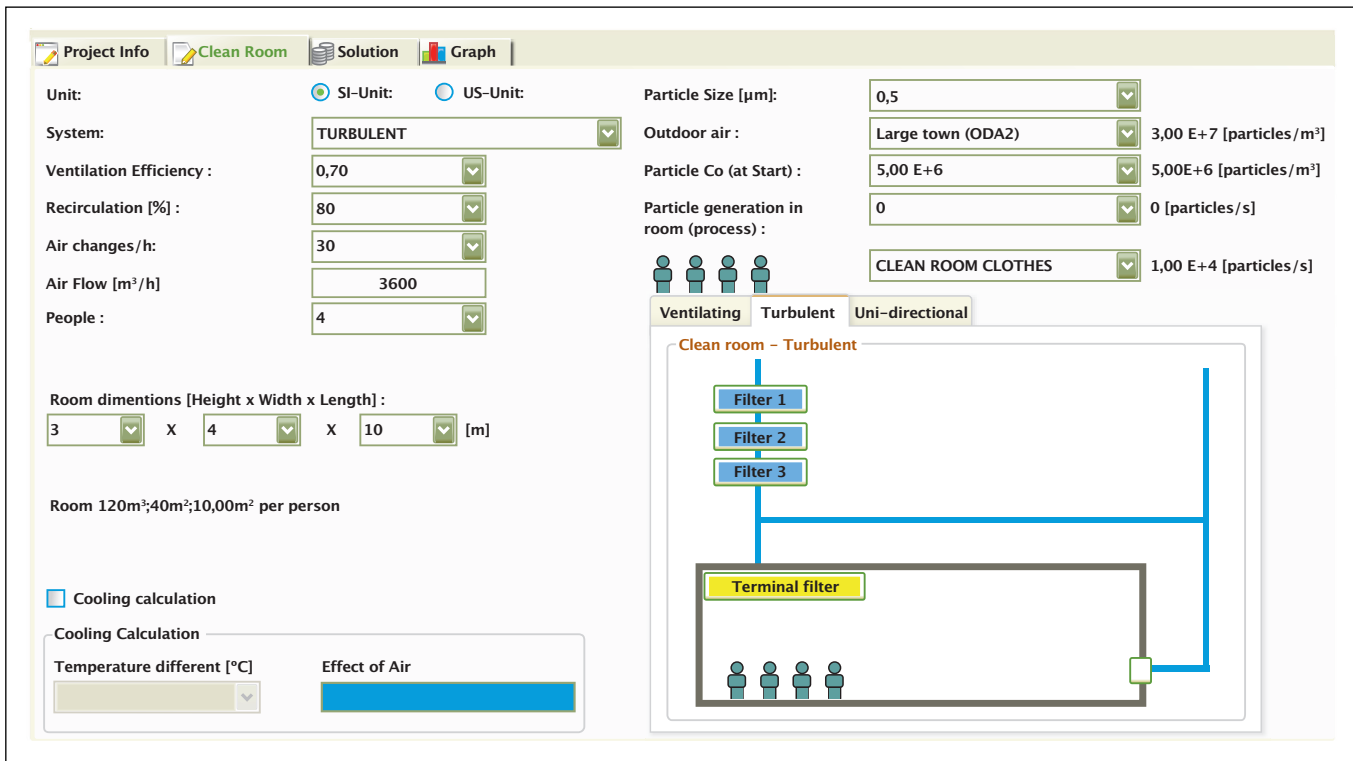 Project Info
Clean Room
Solution
Graph
Unit:
SI-Unit:
US-Unit:
System:
TURBULENT
Ventilation Efficiency :
0,70
Recirculation [%] :
80
Air changes/h:
30
Air Flow [m³/h]
3600
People :
4
Room dimentions [Height x Width x Length] :
3 X 4 X 10 [m]
Room 120m³;40m²;10,00m² per person
Cooling calculation
Cooling Calculation
Temperature different [ºC]
Effect of Air
Particle Size [µm]:
0,5
Outdoor air :
Large town (ODA2)
3,00 E+7 [particles/m³]
Particle Co (at Start) :
5,00 E+6
5,00E+6 [particles/m³]
Particle generation in
room (process) :
0
0 [particles/s]
CLEAN ROOM CLOTHES
1,00 E+4 [particles/s]
Ventilating
Turbulent
Uni-directional
Clean room - Turbulent
Filter 1
Filter 2
Filter 3
Terminal filter